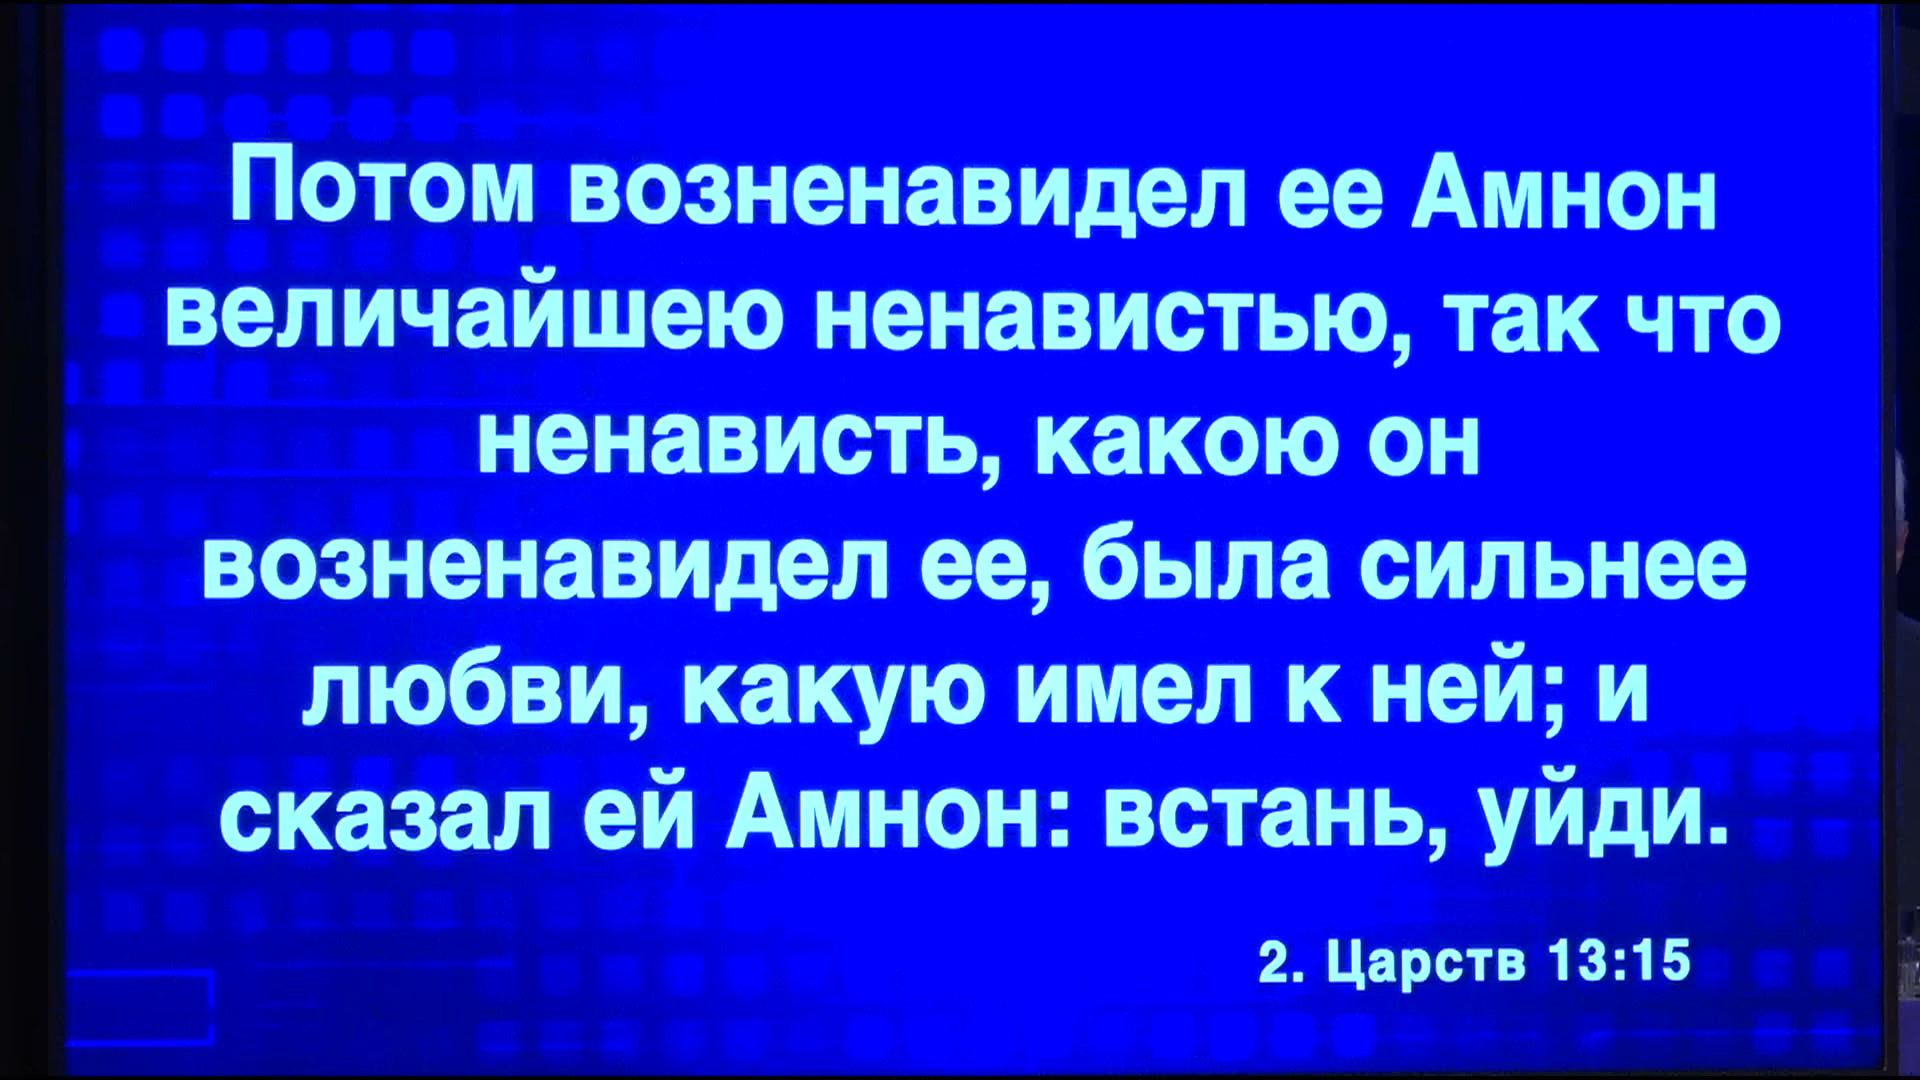 Потом возненавидел ее Амнон
величайшею ненавистью, так что
ненависть, какою он
возненавидел ее, была сильнее
любви, какую имел к ней; и
сказал ей Амнон: встань, уйди.
2. Царств 13:15